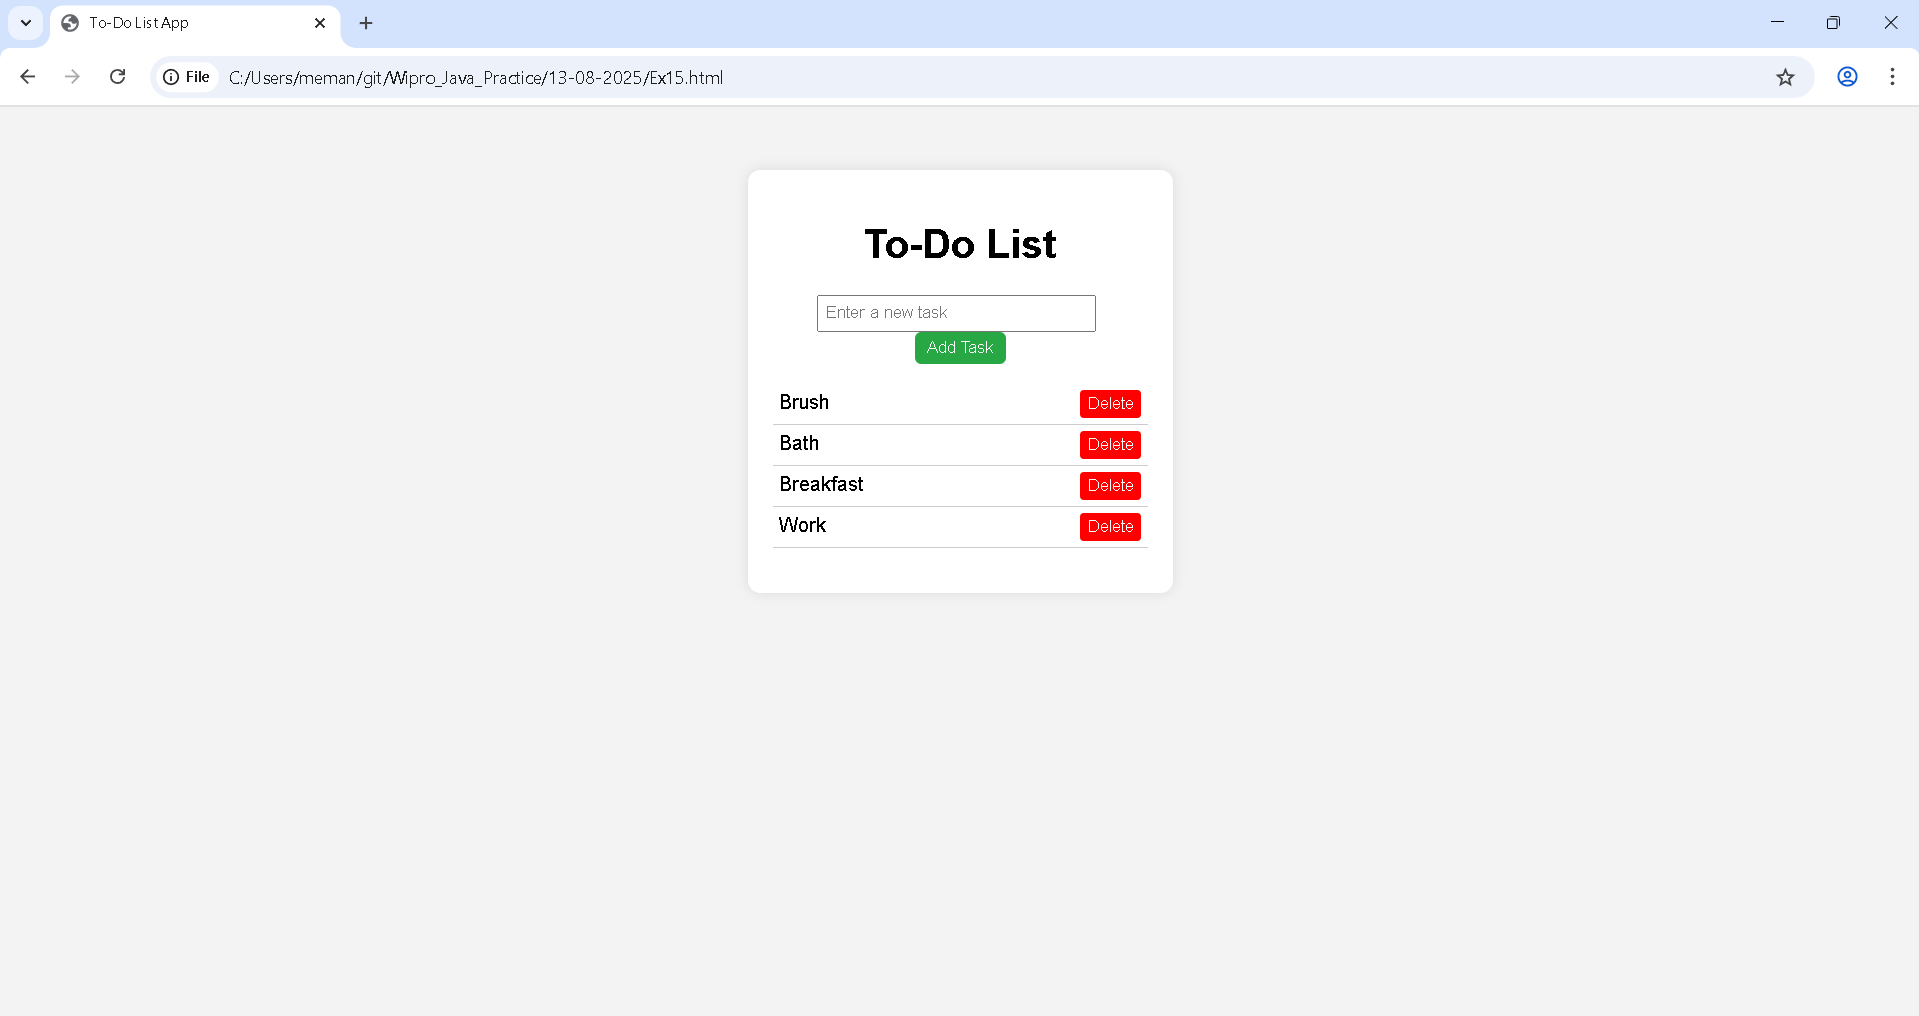 To-Do List App
File
C:/Users/meman/git/Wipro_Java_Practice/13-08-2025/Ex15.html
To-Do List
Enter a new task
Add Task
Brush Delete
Bath Delete
Breakfast Delete
Work Delete